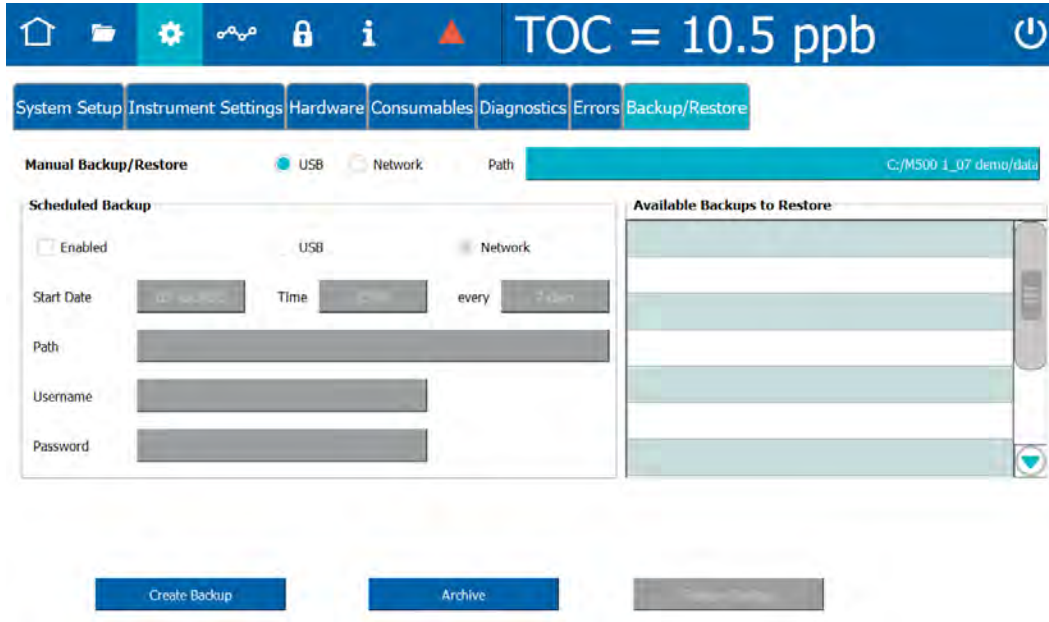 TOC = 10.5 ppb
System Setup Instrument Settings Hardware Consumables Diagnostics Errors Backup/Restore
Manual Backup/Restore USB Network Path C:/M500 1_07 demo/data
Scheduled Backup
Enabled USB Network
Start Date Time every
Path
Username
Password
Available Backups to Restore
Create Backup Archive